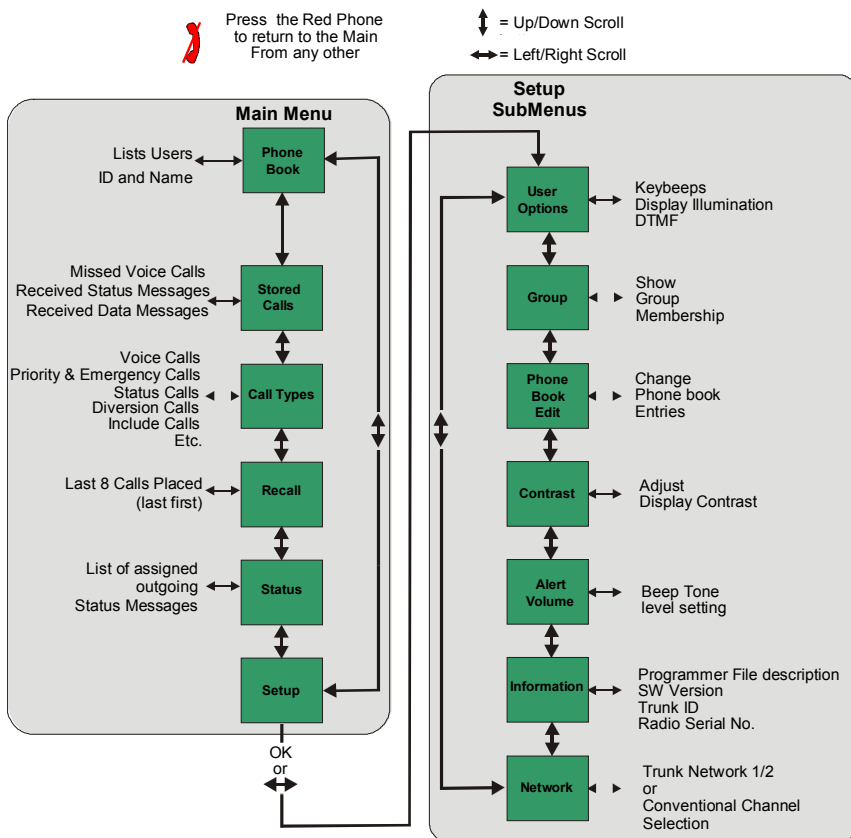 Press the Red Phone
to return to the Main
From any other
= Up/Down Scroll
= Left/Right Scroll
Main Menu
Phone
Book
Lists Users
ID and Name
Stored
Calls
Missed Voice Calls
Received Status Messages
Received Data Messages
Call Types
Voice Calls
Priority & Emergency Calls
Status Calls
Diversion Calls
Include Calls
Etc.
Recall
Last 8 Calls Placed
(last first)
Status
List of assigned
outgoing
Status Messages
Setup
OK
or
Setup
SubMenus
User
Options
Keybeeps
Display Illumination
DTMF
Group
Show
Group
Membership
Phone
Book
Edit
Change
Phone book
Entries
Contrast
Adjust
Display Contrast
Alert
Volume
Beep Tone
level setting
Information
Programmer File description
SW Version
Trunk ID
Radio Serial No.
Network
Trunk Network 1/2
or
Conventional Channel
Selection